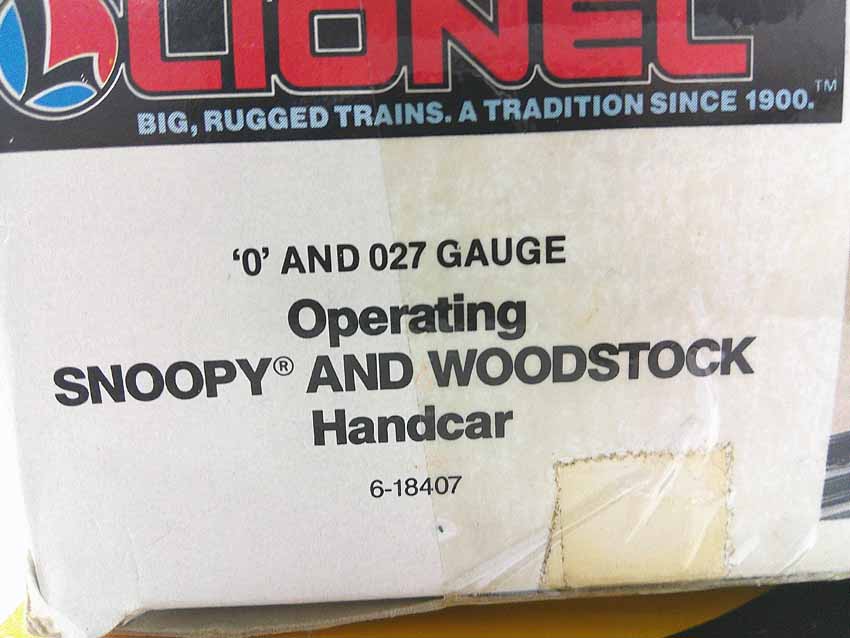 LIONEL
BIG, RUGGED TRAINS. A TRADITION SINCE 1900.™
‘0’ AND 027 GAUGE
Operating
SNOOPY® AND WOODSTOCK
Handcar
6-18407